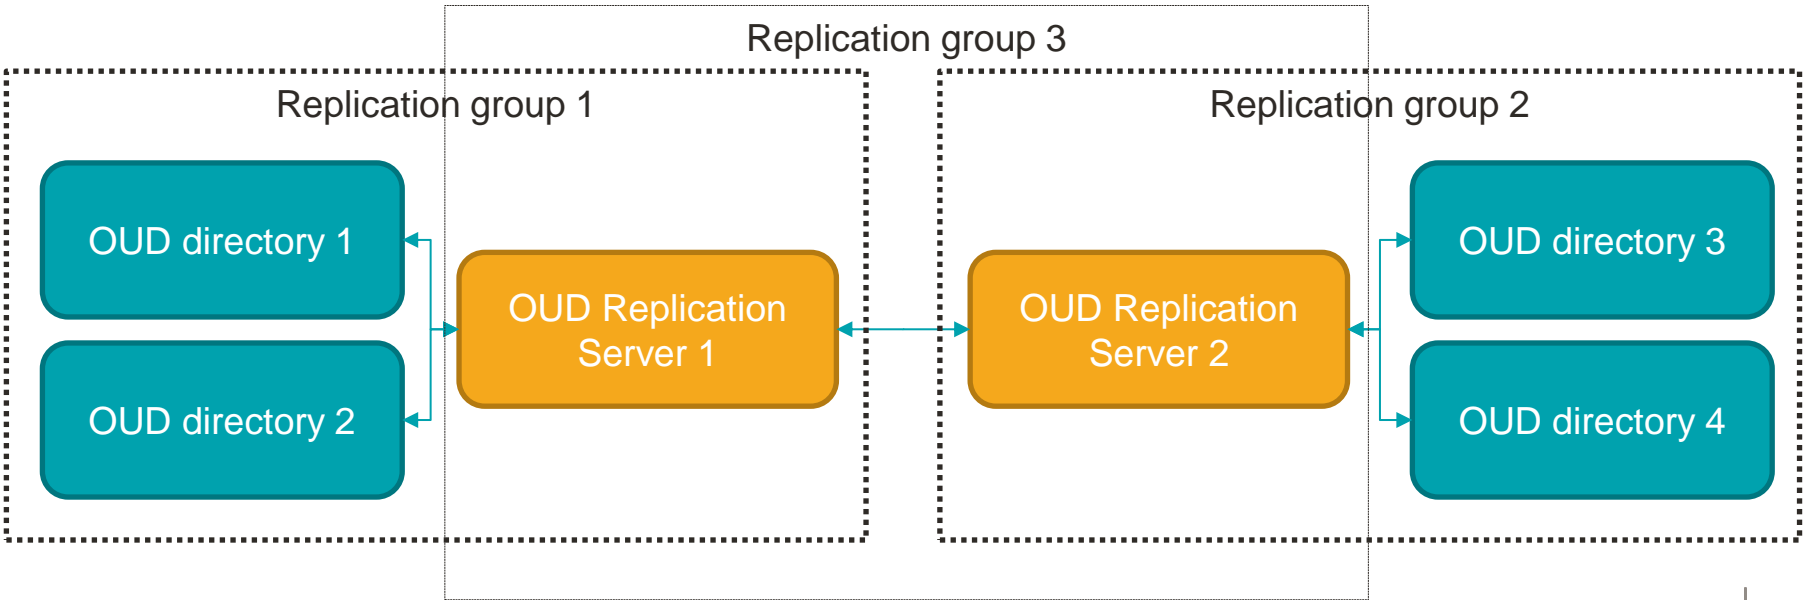 Replication group 3
Replication group 1
Replication group 2
OUD directory 1
OUD directory 2
OUD Replication
Server 1
OUD Replication
Server 2
OUD directory 3
OUD directory 4